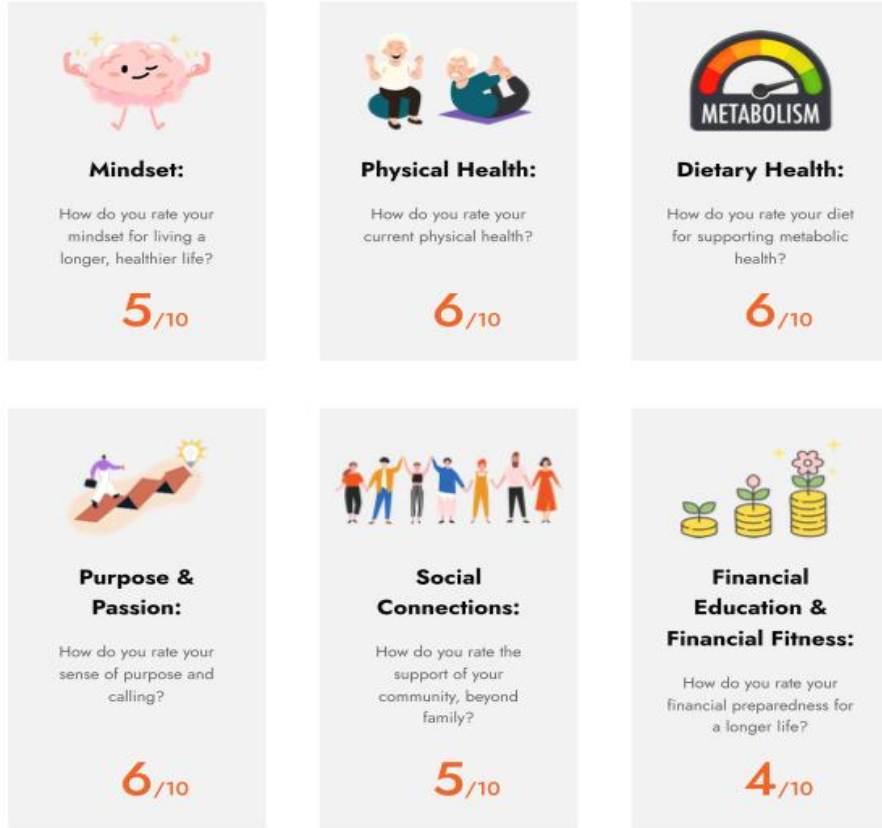 METABOLISM
Mindset:
How do you rate your
mindset for living a
longer, healthier life?
5/10
Physical Health:
How do you rate your
current physical health?
6/10
Dietary Health:
How do you rate your diet
for supporting metabolic
health?
6/10
Purpose &
Passion:
How do you rate your
sense of purpose and
calling?
6/10
Social
Connections:
How do you rate the
support of your
community, beyond
family?
5/10
Financial
Education &
Financial Fitness:
How do you rate your
financial preparedness for
a longer life?
4/10